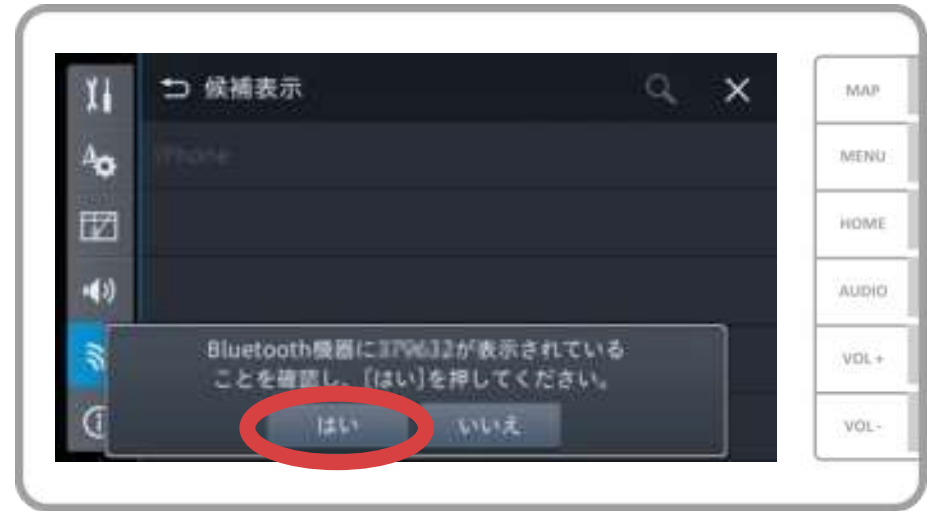 候補表示
iPhone
Bluetooth機器に379632が表示されている
ことを確認し、[はい]を押してください。
はい
いいえ
MAP
MENU
HOME
AUDIO
VOL +
VOL -